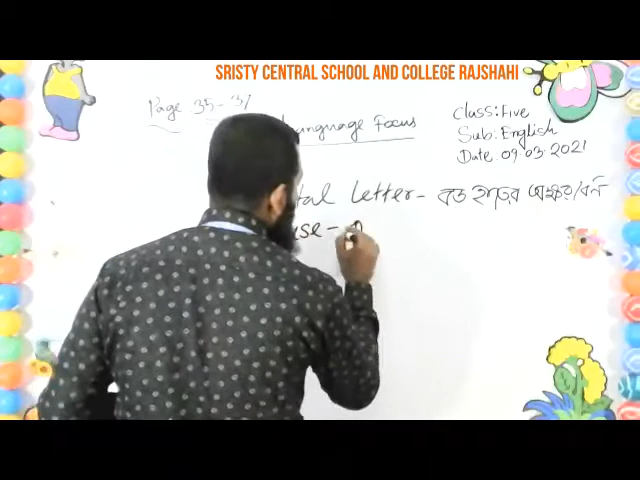 SRISTY CENTRAL SCHOOL AND COLLEGE RAJSHAHI
Page 35-37
Language Focus
Class: Five
Sub: English
Date 09.03.2021
tal Letter- বড় হাতের অক্ষর/বর্ণ
use-